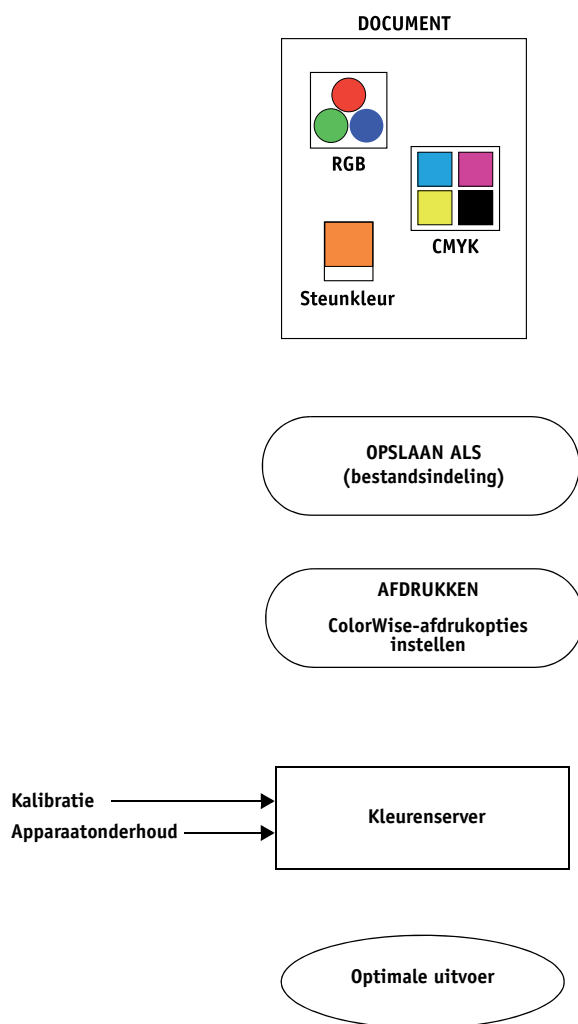 DOCUMENT
RGB
CMYK
Steunkleur
OPSLAAN ALS
(bestandsindeling)
AFDRUKKEN
ColorWise-afdrukopties
instellen
Kalibratie
Apparaatonderhoud
Kleurenserver
Optimale uitvoer